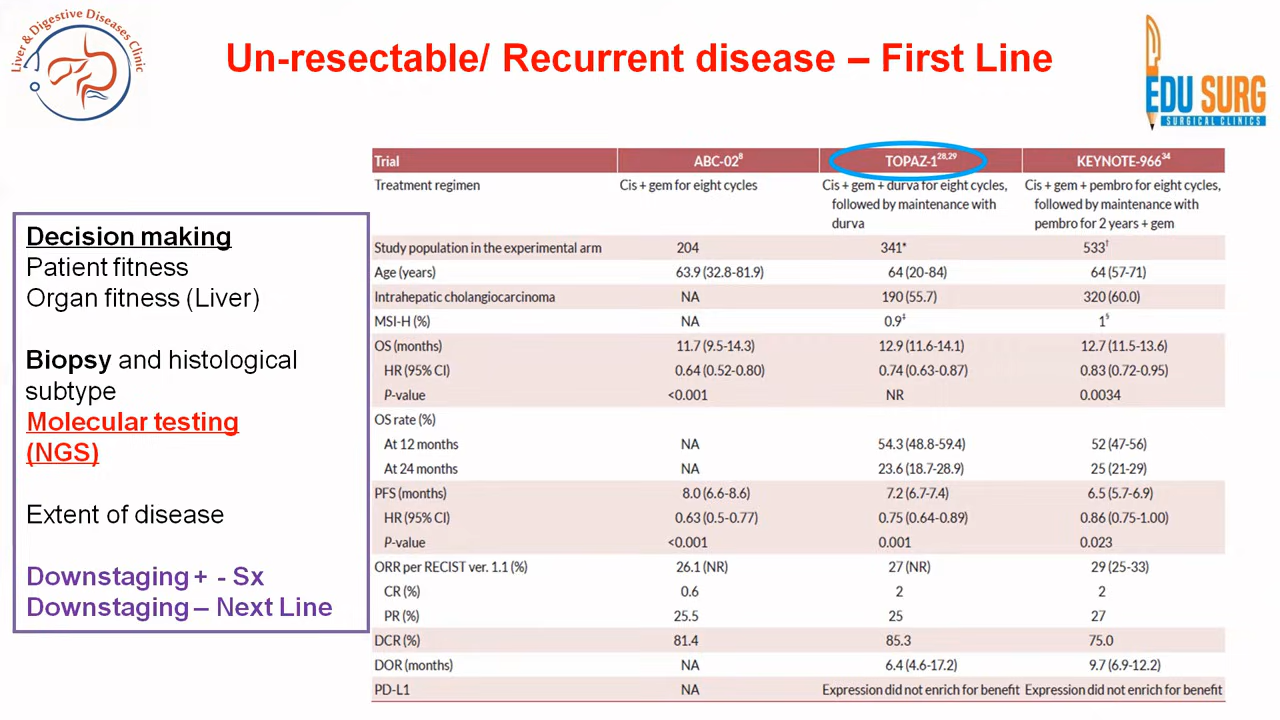 Liver & Digestive Diseases Clinic
Un-resectable/ Recurrent disease – First Line
EDU SURG
SURGICAL CLINICS
Decision making
Patient fitness
Organ fitness (Liver)
Biopsy and histological
subtype
Molecular testing
(NGS)
Extent of disease
Downstaging + - Sx
Downstaging – Next Line
Trial ABC-02⁸ TOPAZ-1²⁸,²⁹ KEYNOTE-966³⁴
Treatment regimen Cis + gem for eight cycles Cis + gem + durva for eight cycles, Cis + gem + pembro for eight cycles,
followed by maintenance with followed by maintenance with
durva pembro for 2 years + gem
Study population in the experimental arm 204 341* 533†
Age (years) 63.9 (32.8-81.9) 64 (20-84) 64 (57-71)
Intrahepatic cholangiocarcinoma NA 190 (55.7) 320 (60.0)
MSI-H (%) NA 0.9‡ 1§
OS (months) 11.7 (9.5-14.3) 12.9 (11.6-14.1) 12.7 (11.5-13.6)
HR (95% CI) 0.64 (0.52-0.80) 0.74 (0.63-0.87) 0.83 (0.72-0.95)
P-value <0.001 NR 0.0034
OS rate (%)
At 12 months NA 54.3 (48.8-59.4) 52 (47-56)
At 24 months NA 23.6 (18.7-28.9) 25 (21-29)
PFS (months) 8.0 (6.6-8.6) 7.2 (6.7-7.4) 6.5 (5.7-6.9)
HR (95% CI) 0.63 (0.5-0.77) 0.75 (0.64-0.89) 0.86 (0.75-1.00)
P-value <0.001 0.001 0.023
ORR per RECIST ver. 1.1 (%) 26.1 (NR) 27 (NR) 29 (25-33)
CR (%) 0.6 2 2
PR (%) 25.5 25 27
DCR (%) 81.4 85.3 75.0
DOR (months) NA 6.4 (4.6-17.2) 9.7 (6.9-12.2)
PD-L1 NA Expression did not enrich for benefit Expression did not enrich for benefit